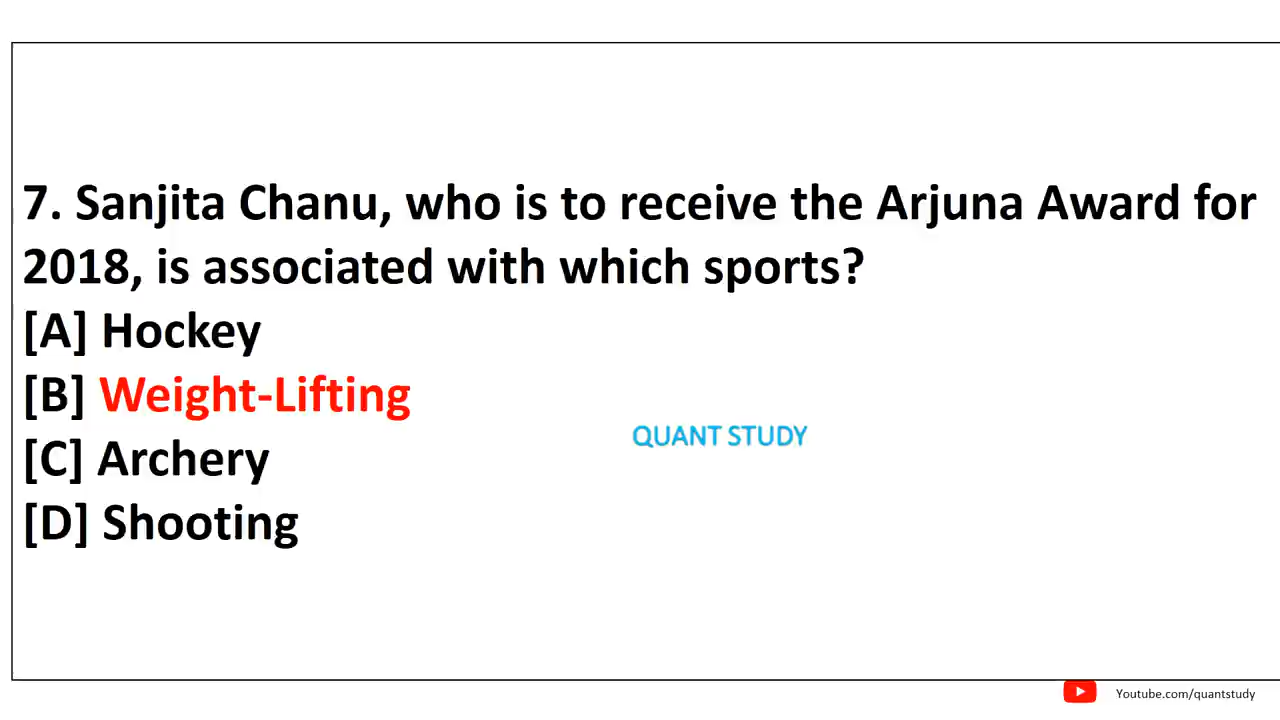 7. Sanjita Chanu, who is to receive the Arjuna Award for
2018, is associated with which sports?
[A] Hockey
[B] Weight-Lifting
QUANT STUDY
[C] Archery
[D] Shooting
Youtube.com/quantstudy